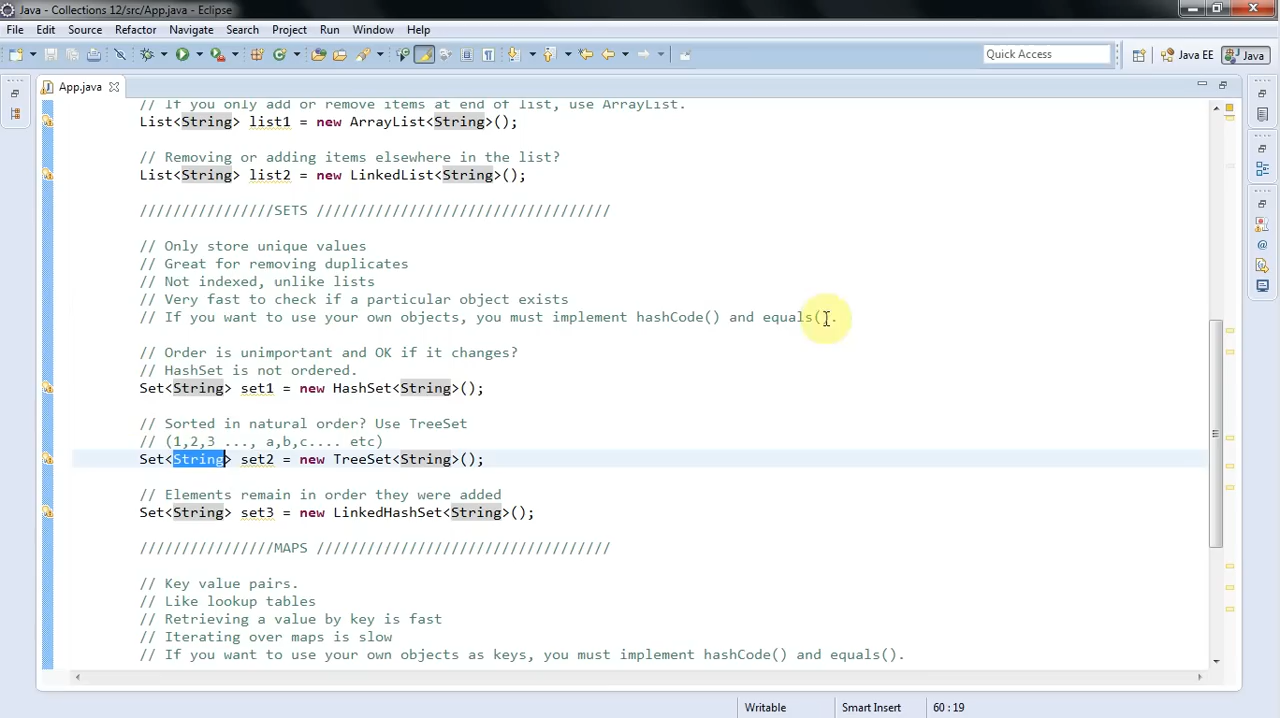 Java - Collections 12/src/App.java - Eclipse
File Edit Source Refactor Navigate Search Project Run Window Help
Quick Access Java EE Java
App.java
// If you only add or remove items at end of list, use ArrayList.
List<String> list1 = new ArrayList<String>();
// Removing or adding items elsewhere in the list?
List<String> list2 = new LinkedList<String>();
////////////////SETS ///////////////////////////////////
// Only store unique values
// Great for removing duplicates
// Not indexed, unlike lists
// Very fast to check if a particular object exists
// If you want to use your own objects, you must implement hashCode() and equals().
// Order is unimportant and OK if it changes?
// HashSet is not ordered.
Set<String> set1 = new HashSet<String>();
// Sorted in natural order? Use TreeSet
// (1,2,3 ..., a,b,c.... etc)
Set<String> set2 = new TreeSet<String>();
// Elements remain in order they were added
Set<String> set3 = new LinkedHashSet<String>();
////////////////MAPS ///////////////////////////////////
// Key value pairs.
// Like lookup tables
// Retrieving a value by key is fast
// Iterating over maps is slow
// If you want to use your own objects as keys, you must implement hashCode() and equals().
Writable Smart Insert 60 : 19